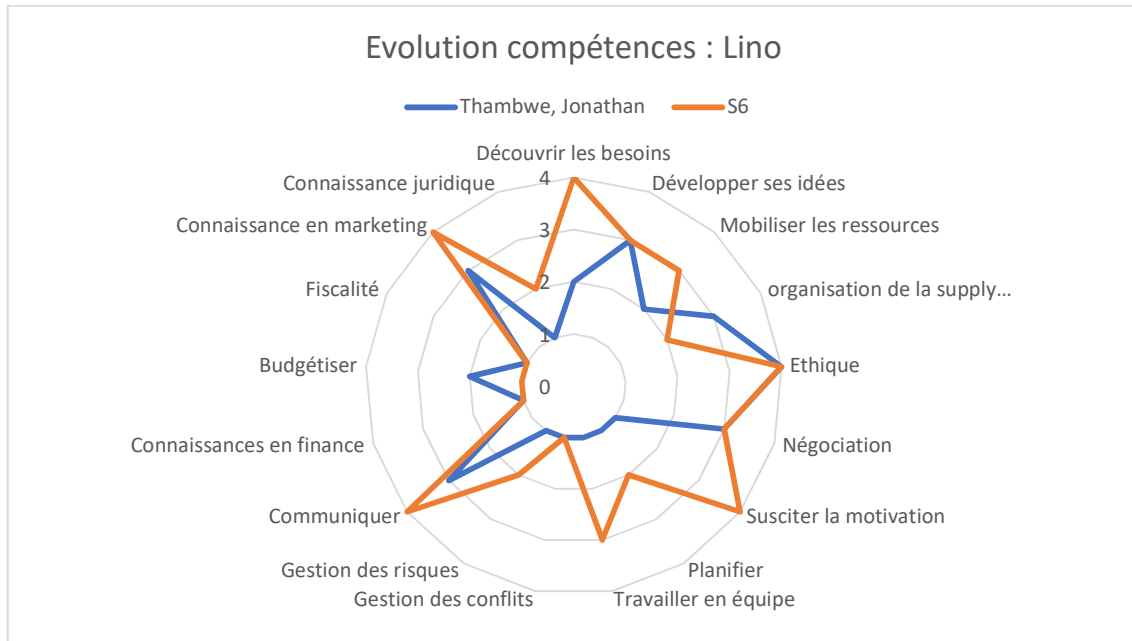 Evolution compétences : Lino
Thambwe, Jonathan S6
Découvrir les besoins
Développer ses idées
Mobiliser les ressources
organisation de la supply...
Ethique
Négociation
Susciter la motivation
Planifier
Travailler en équipe
Gestion des conflits
Gestion des risques
Communiquer
Connaissances en finance
Budgétiser
Fiscalité
Connaissance en marketing
Connaissance juridique
4
3
2
1
0